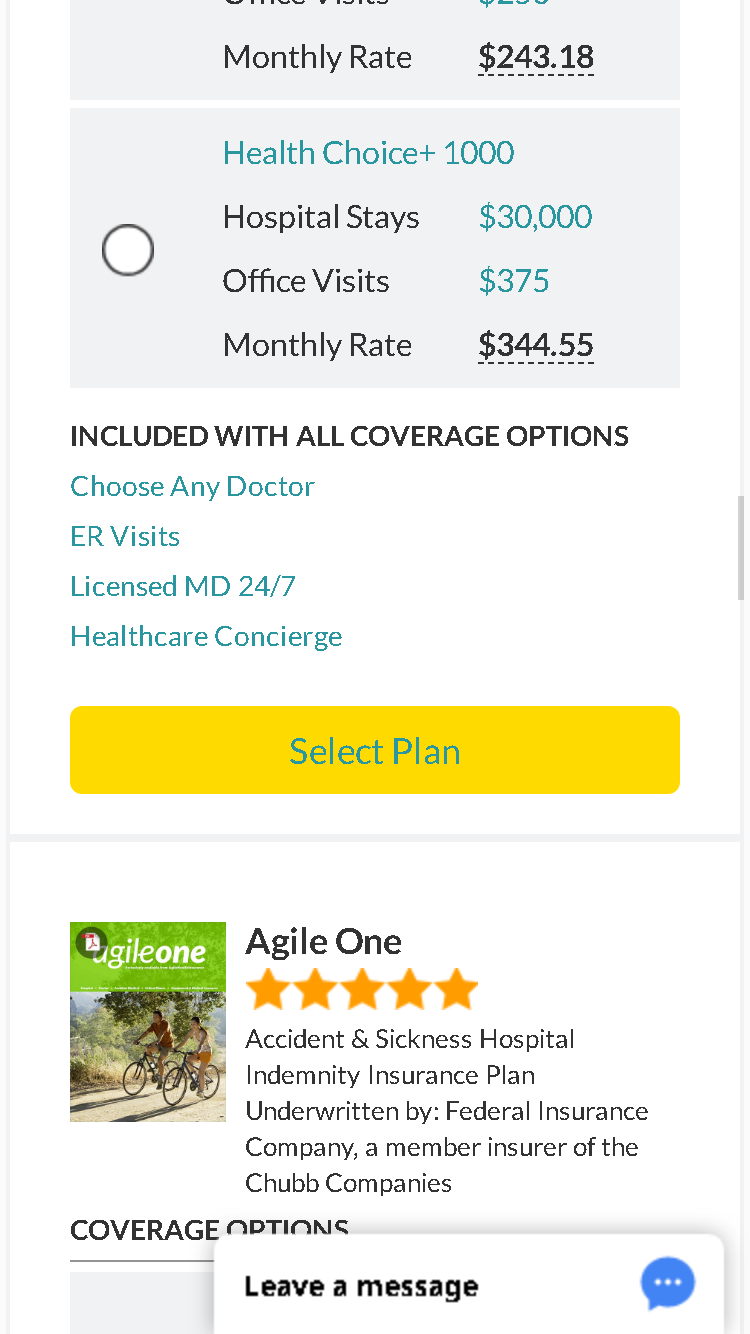 Office Visits $250
Monthly Rate $243.18
Health Choice+ 1000
Hospital Stays $30,000
Office Visits $375
Monthly Rate $344.55
INCLUDED WITH ALL COVERAGE OPTIONS
Choose Any Doctor
ER Visits
Licensed MD 24/7
Healthcare Concierge
Select Plan
agileone
Agile One
Accident & Sickness Hospital
Indemnity Insurance Plan
Underwritten by: Federal Insurance
Company, a member insurer of the
Chubb Companies
COVERAGE OPTIONS
Leave a message